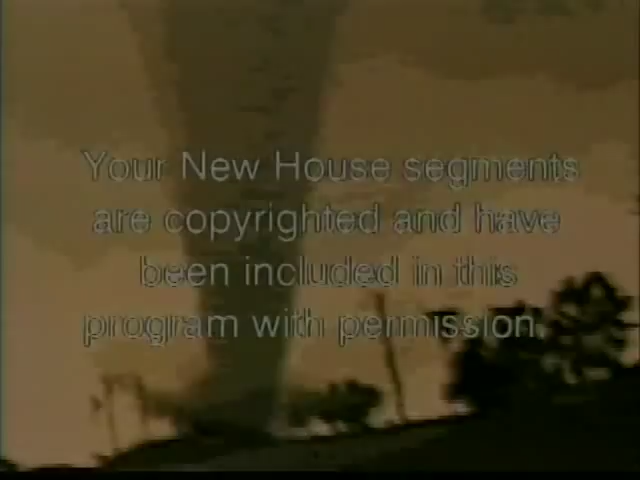 Your New House segments
are copyrighted and have
been included in this
program with permission.